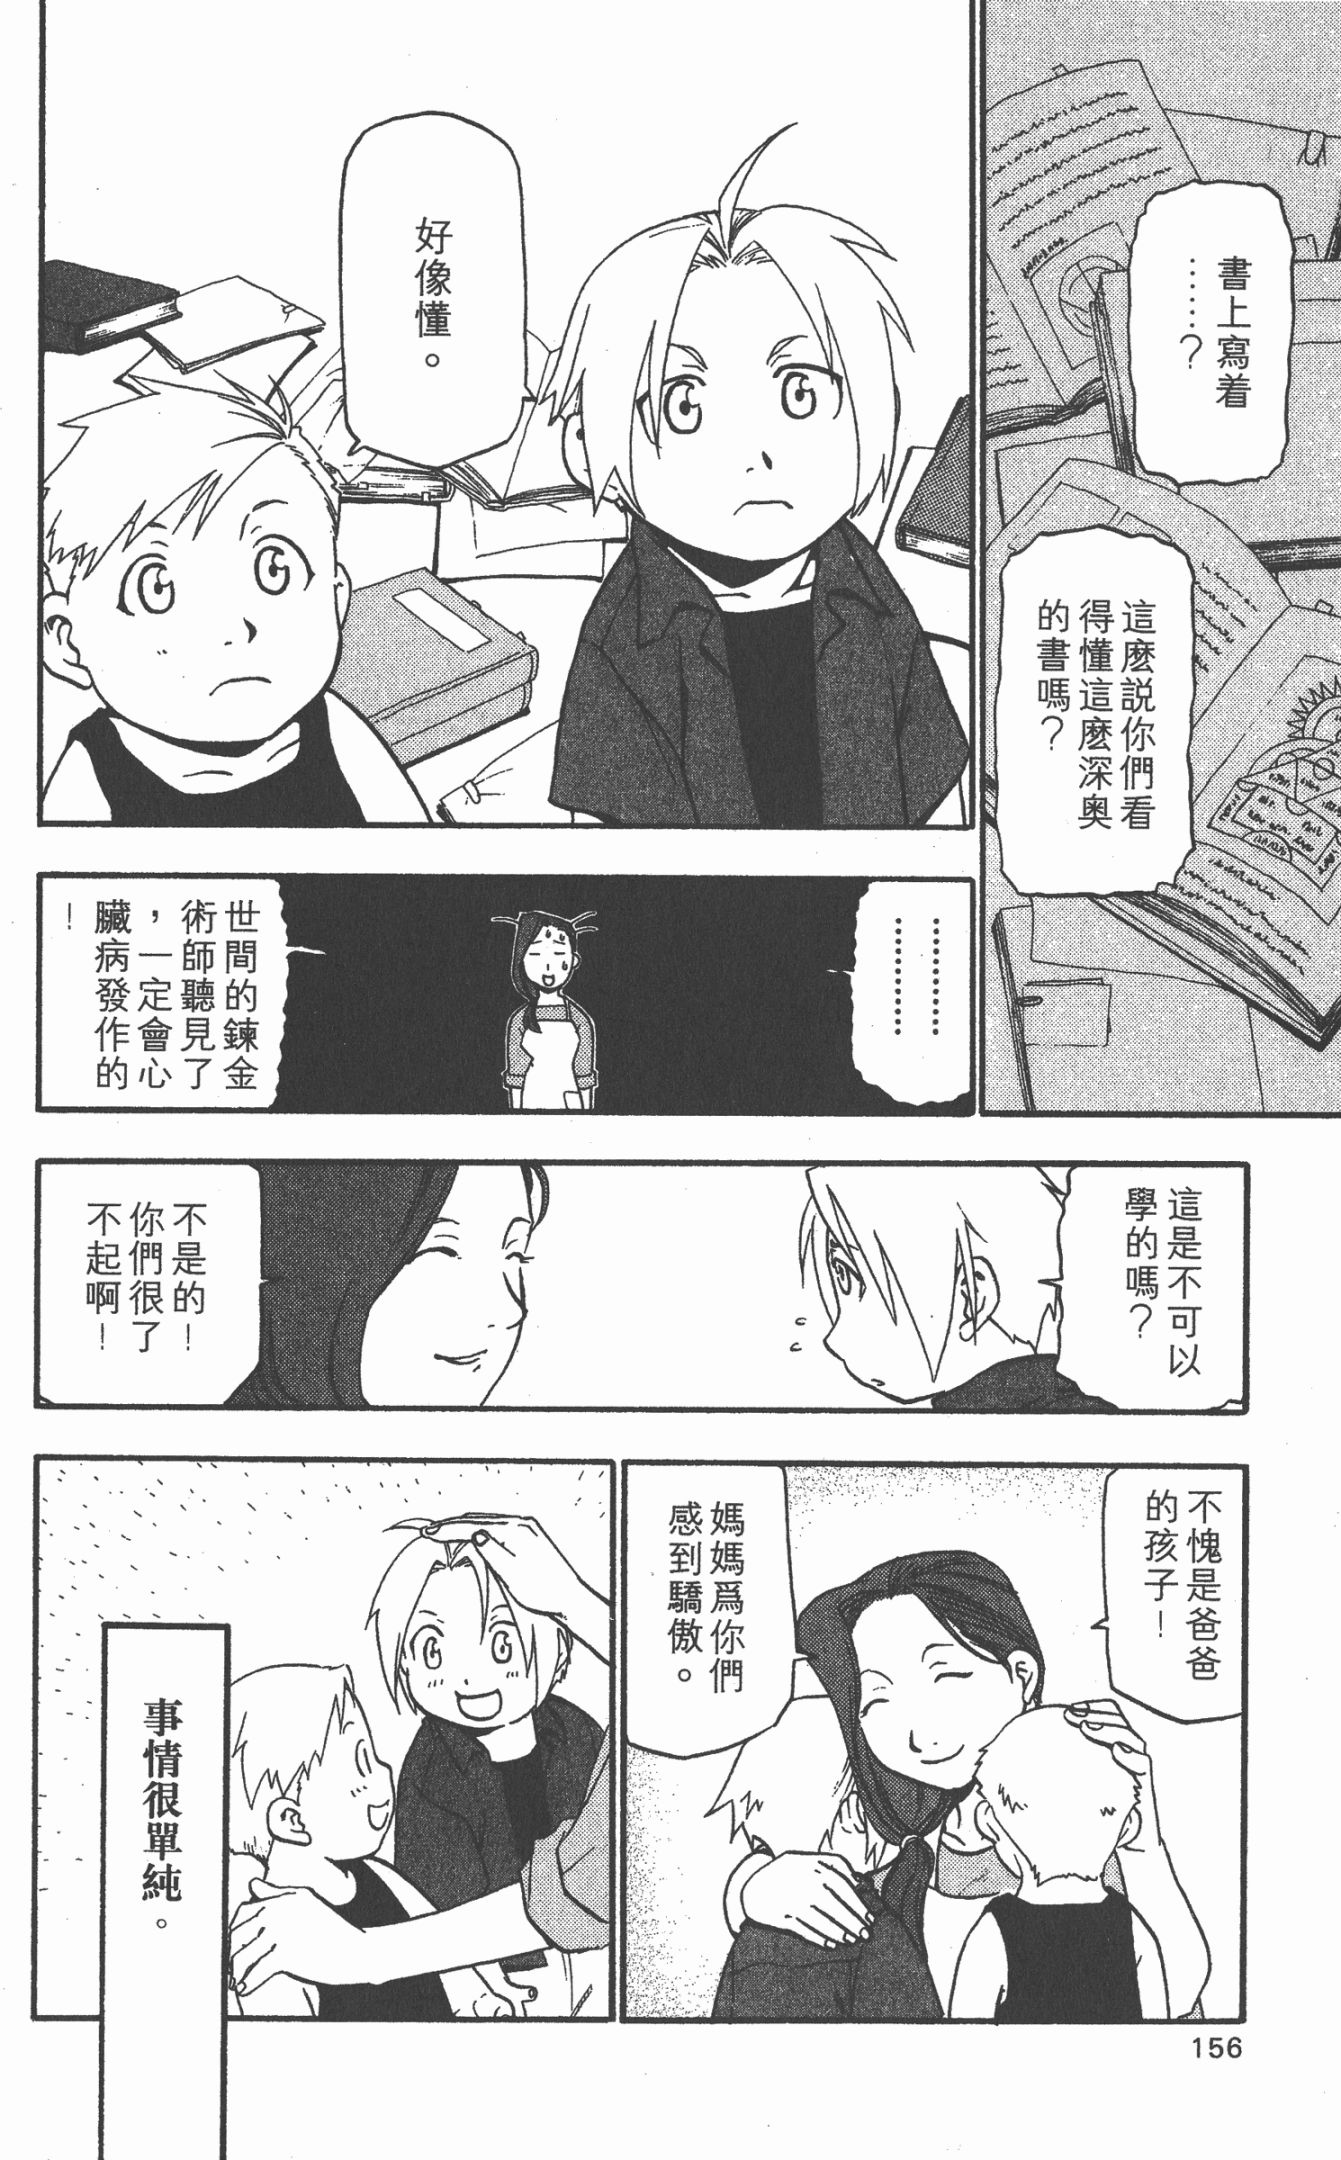 書上寫着
……？
這麽説你們看
得懂這麽深奥
的書嗎？
好像懂。
…………
…………
世間的鍊金
術師聽見了
，一定會心
臟病發作的
！
這是不可以
學的嗎？
不是的！
你們很了
不起啊！
不愧是爸爸
的孩子！
媽媽爲你們
感到驕傲。
事情很單純。
156